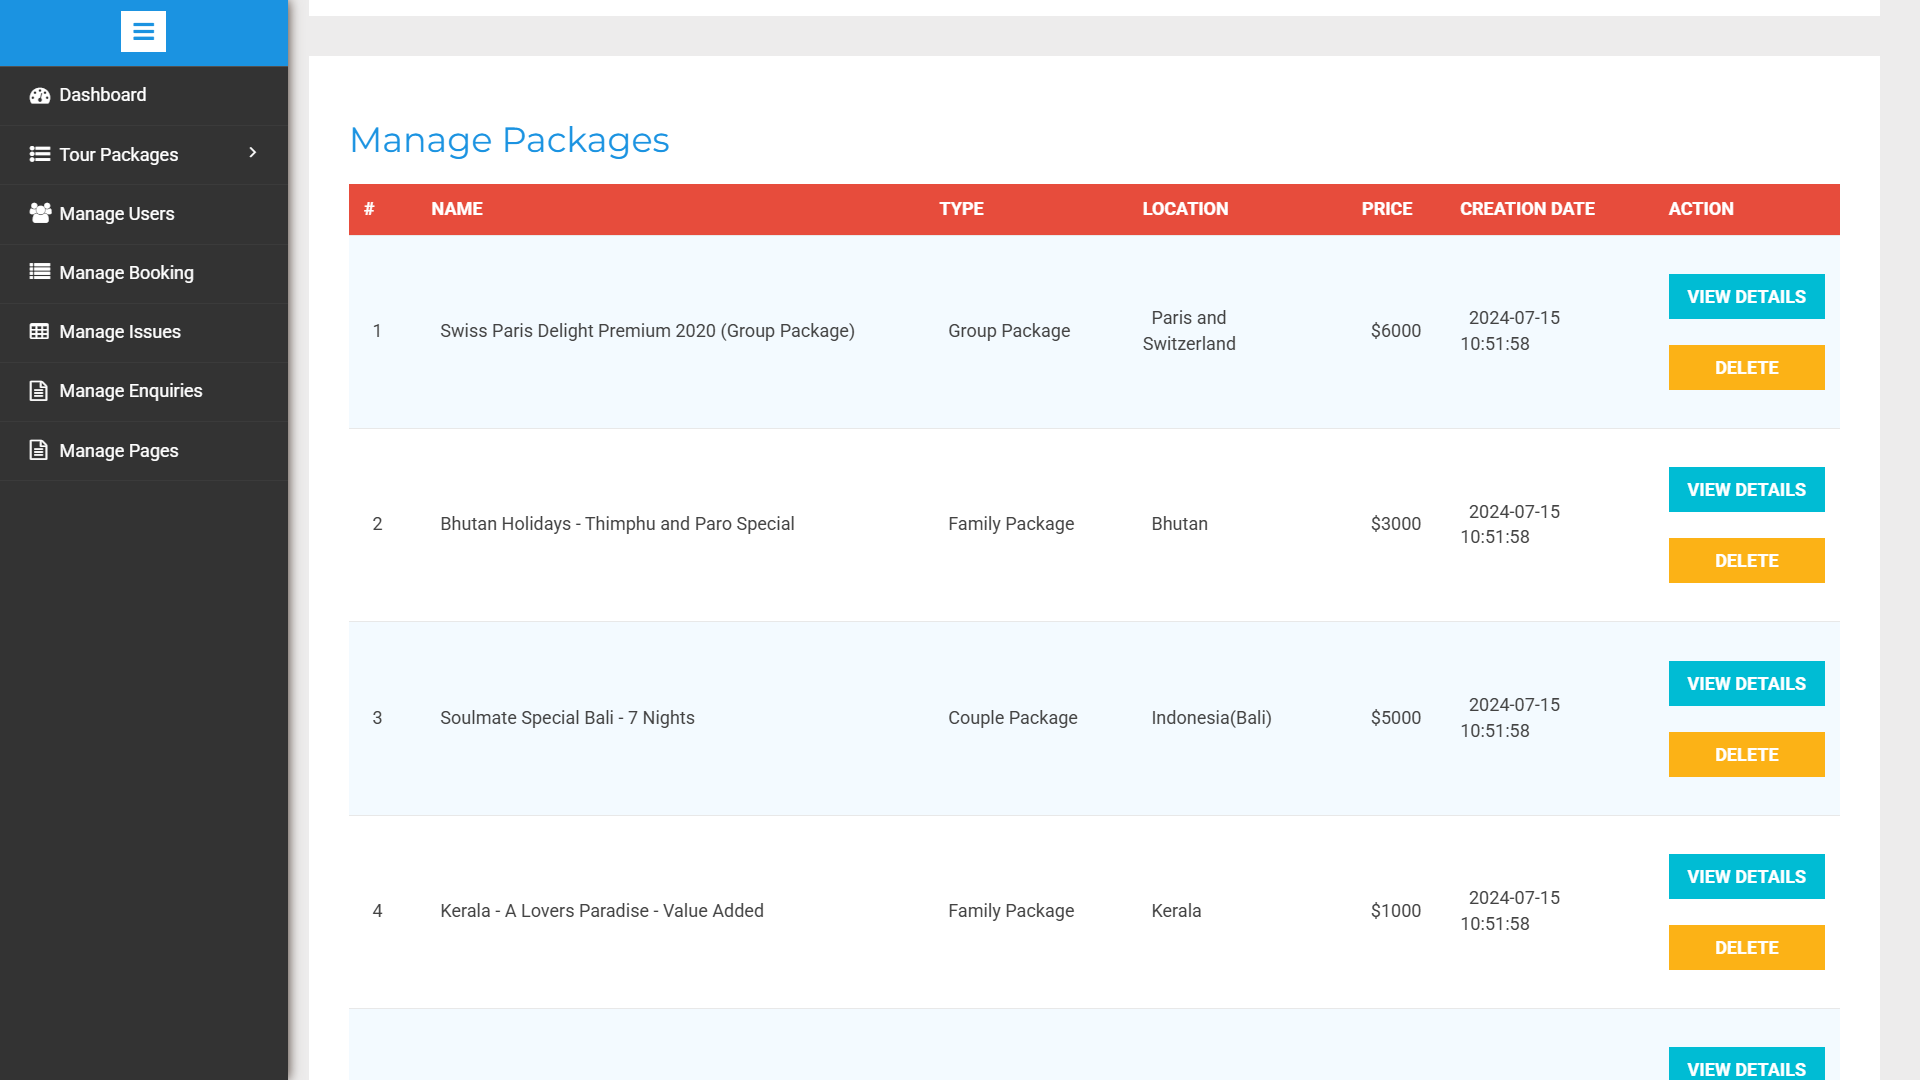 Dashboard
Tour Packages
Manage Users
Manage Booking
Manage Issues
Manage Enquiries
Manage Pages
Manage Packages
# NAME TYPE LOCATION PRICE CREATION DATE ACTION
1 Swiss Paris Delight Premium 2020 (Group Package) Group Package Paris and Switzerland $6000 2024-07-15 10:51:58 VIEW DETAILS DELETE
2 Bhutan Holidays - Thimphu and Paro Special Family Package Bhutan $3000 2024-07-15 10:51:58 VIEW DETAILS DELETE
3 Soulmate Special Bali - 7 Nights Couple Package Indonesia(Bali) $5000 2024-07-15 10:51:58 VIEW DETAILS DELETE
4 Kerala - A Lovers Paradise - Value Added Family Package Kerala $1000 2024-07-15 10:51:58 VIEW DETAILS DELETE
VIEW DETAILS